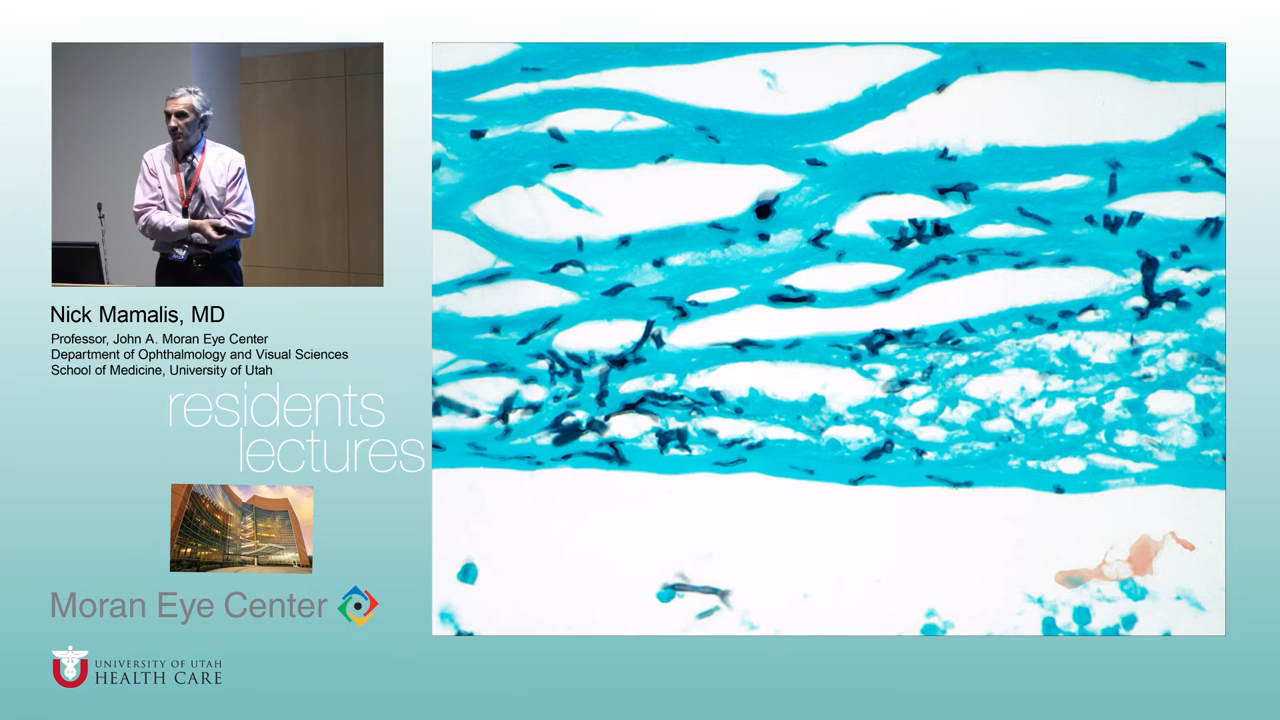 Nick Mamalis, MD
Professor, John A. Moran Eye Center
Department of Ophthalmology and Visual Sciences
School of Medicine, University of Utah
residents
lectures
Moran Eye Center
UNIVERSITY OF UTAH
HEALTH CARE